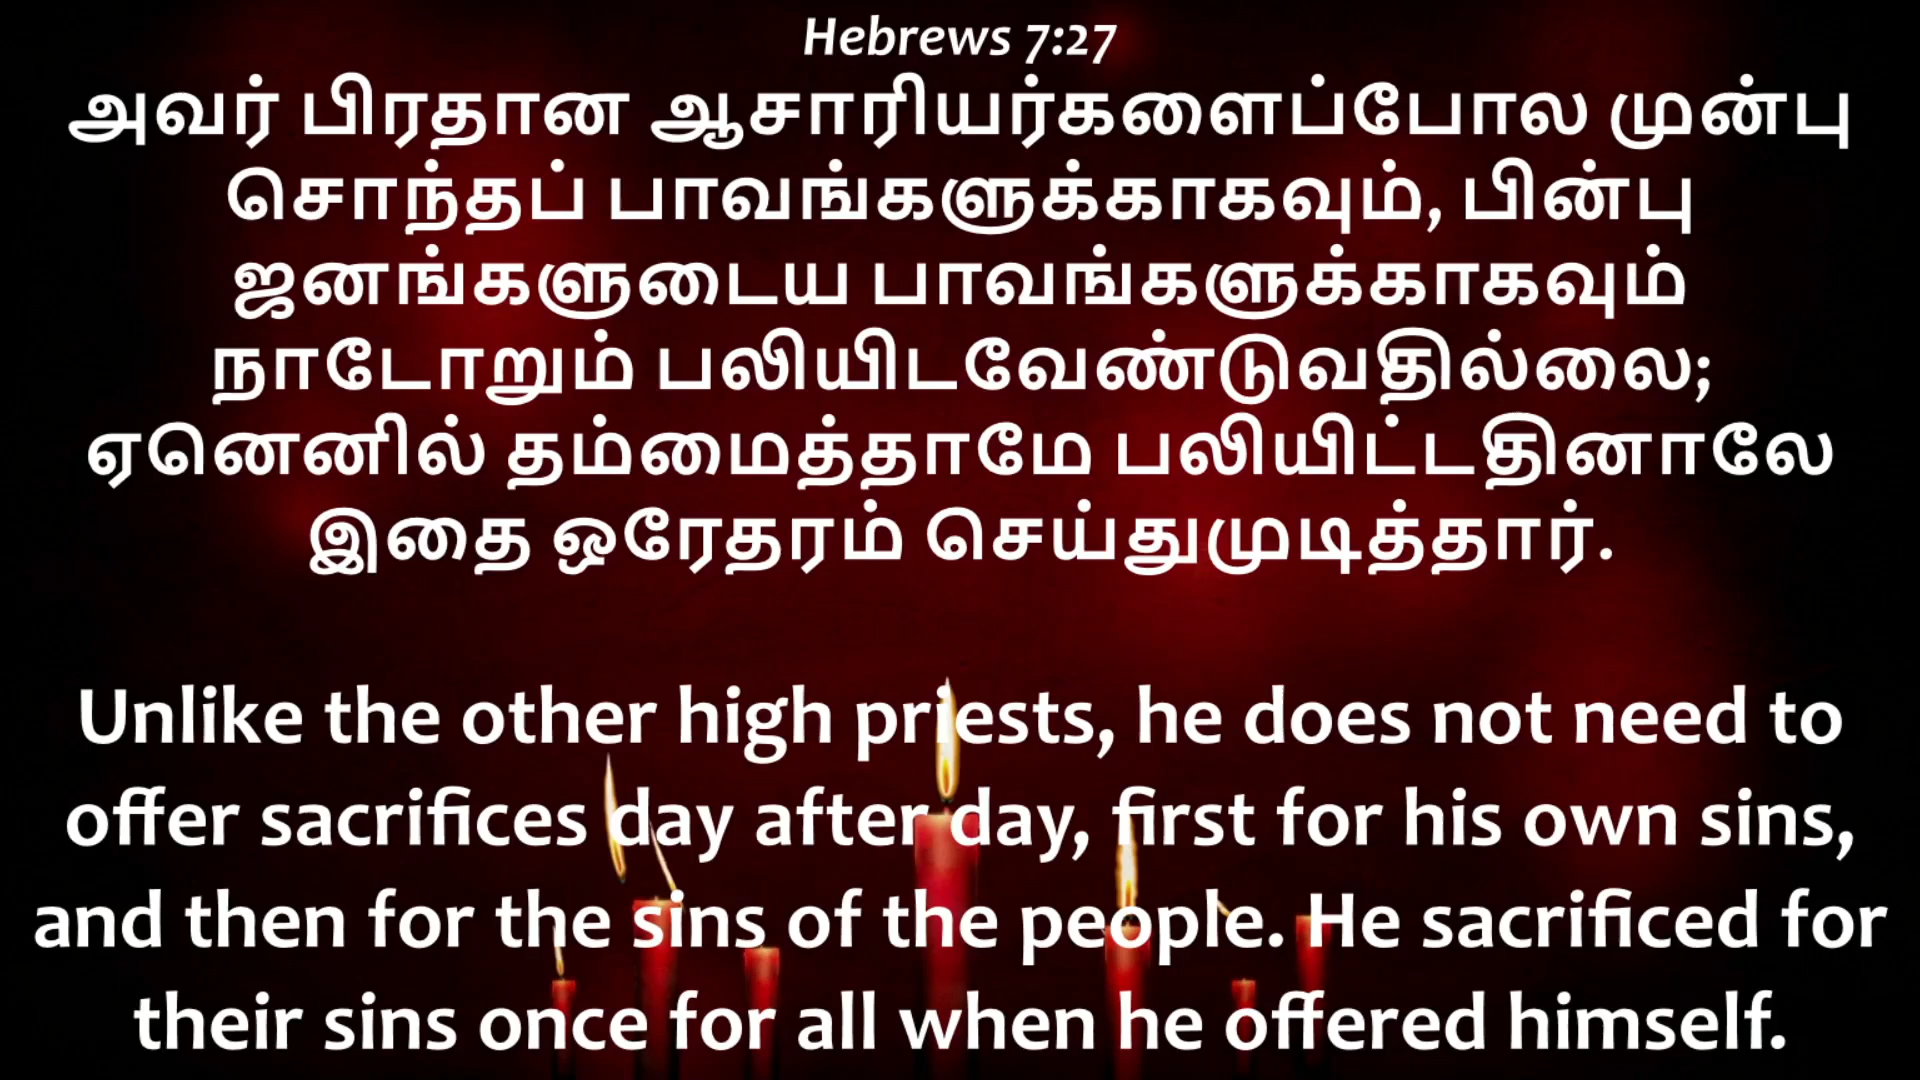 Hebrews 7:27
அவர் பிரதான ஆசாரியர்களைப்போல முன்பு
சொந்தப் பாவங்களுக்காகவும், பின்பு
ஜனங்களுடைய பாவங்களுக்காகவும்
நாடோறும் பலியிடவேண்டுவதில்லை;
ஏனெனில் தம்மைத்தாமே பலியிட்டதினாலே
இதை ஒரேதரம் செய்துமுடித்தார்.
Unlike the other high priests, he does not need to
offer sacrifices day after day, first for his own sins,
and then for the sins of the people. He sacrificed for
their sins once for all when he offered himself.